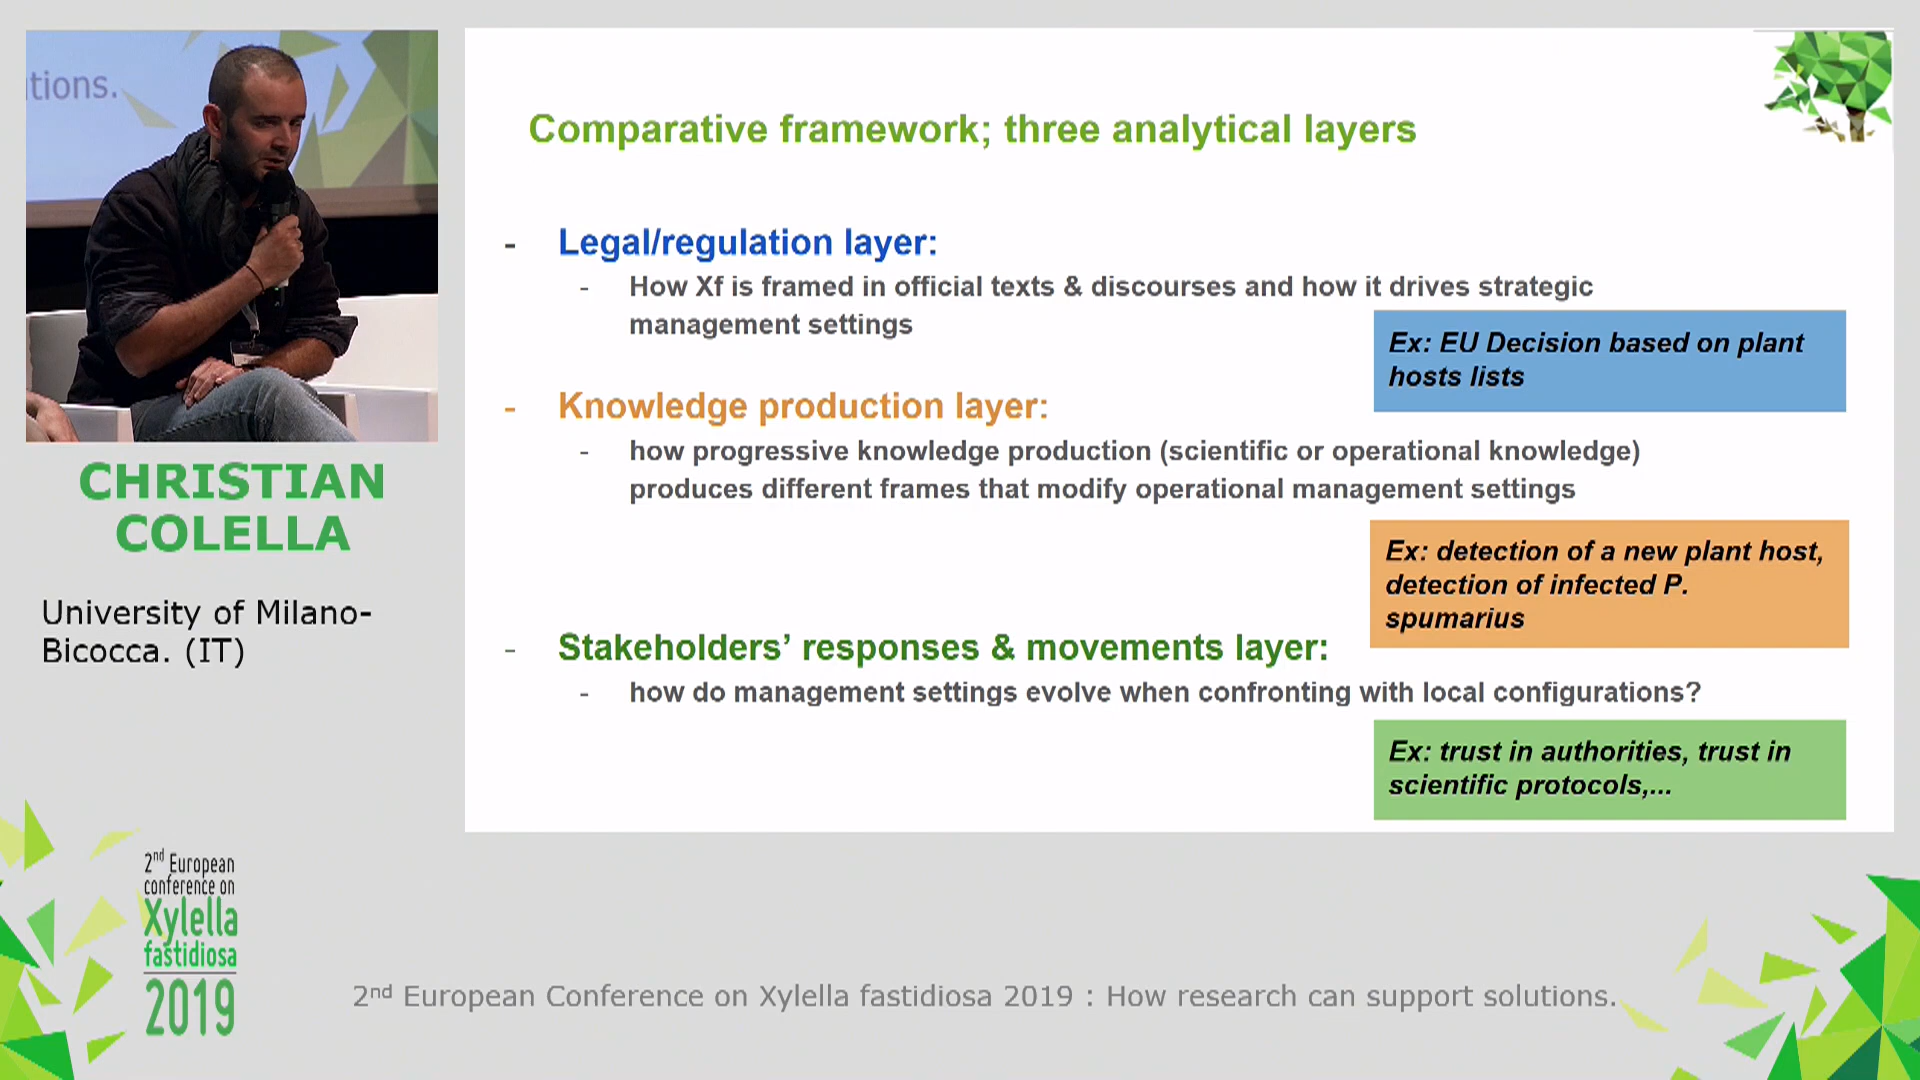 tions.
CHRISTIAN
COLELLA
University of Milano-
Bicocca. (IT)
Comparative framework; three analytical layers
- Legal/regulation layer:
- How Xf is framed in official texts & discourses and how it drives strategic
management settings
Ex: EU Decision based on plant
hosts lists
- Knowledge production layer:
- how progressive knowledge production (scientific or operational knowledge)
produces different frames that modify operational management settings
Ex: detection of a new plant host,
detection of infected P.
spumarius
- Stakeholders’ responses & movements layer:
- how do management settings evolve when confronting with local configurations?
Ex: trust in authorities, trust in
scientific protocols,...
2nd European
conference on
Xylella
fastidiosa
2019
2nd European Conference on Xylella fastidiosa 2019 : How research can support solutions.